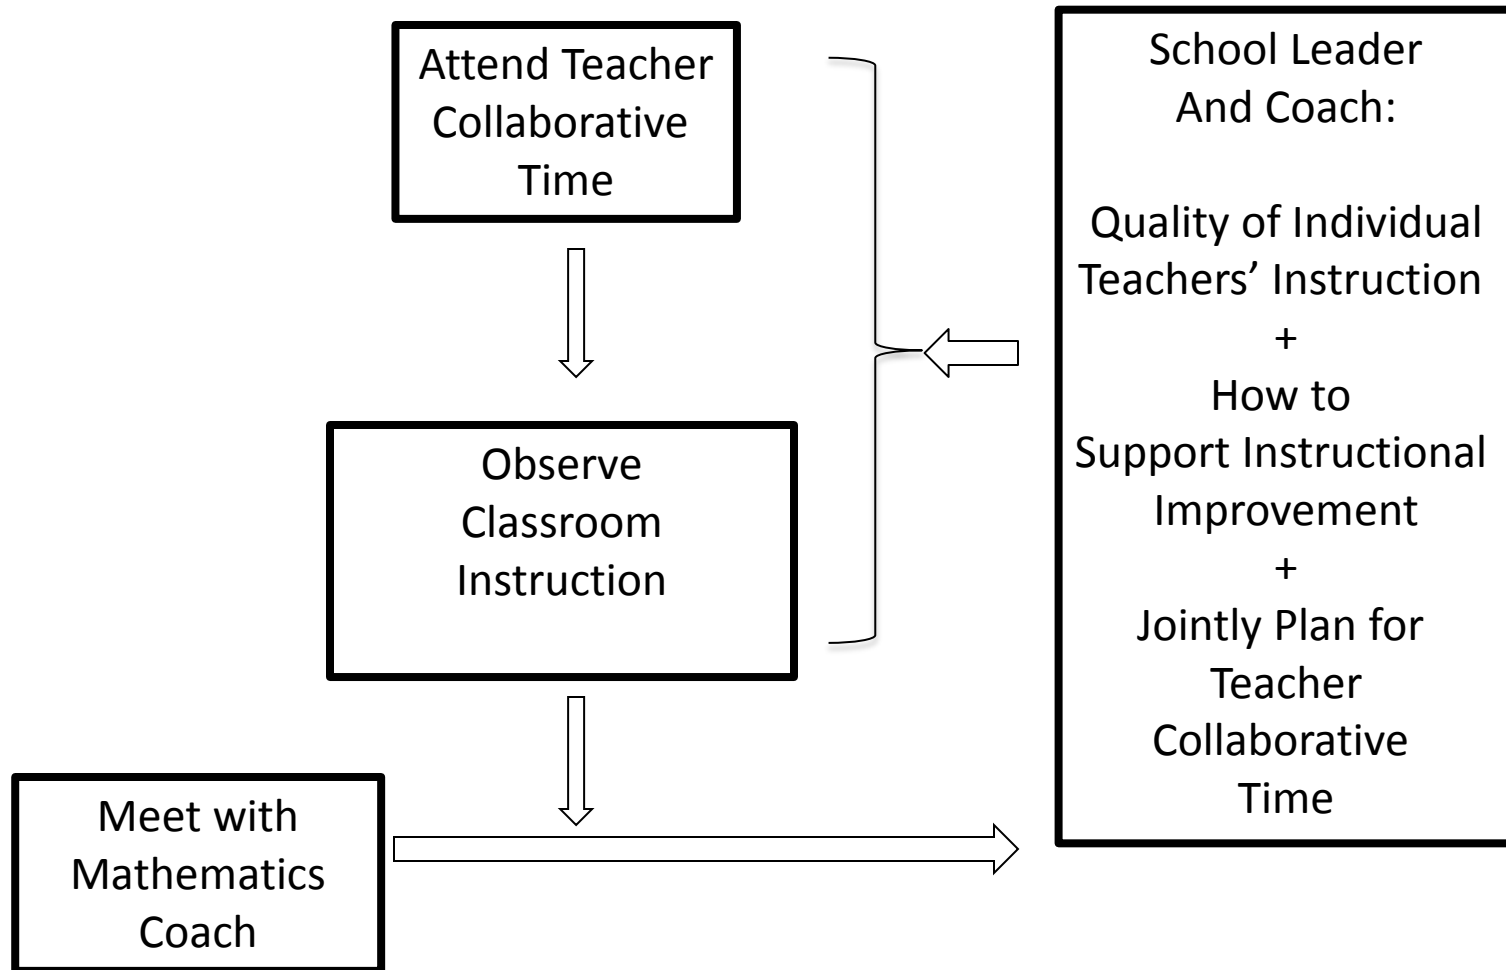 Attend Teacher
Collaborative
Time
Observe
Classroom
Instruction
Meet with
Mathematics
Coach
School Leader
And Coach:
Quality of Individual
Teachers’ Instruction
+
How to
Support Instructional
Improvement
+
Jointly Plan for
Teacher
Collaborative
Time